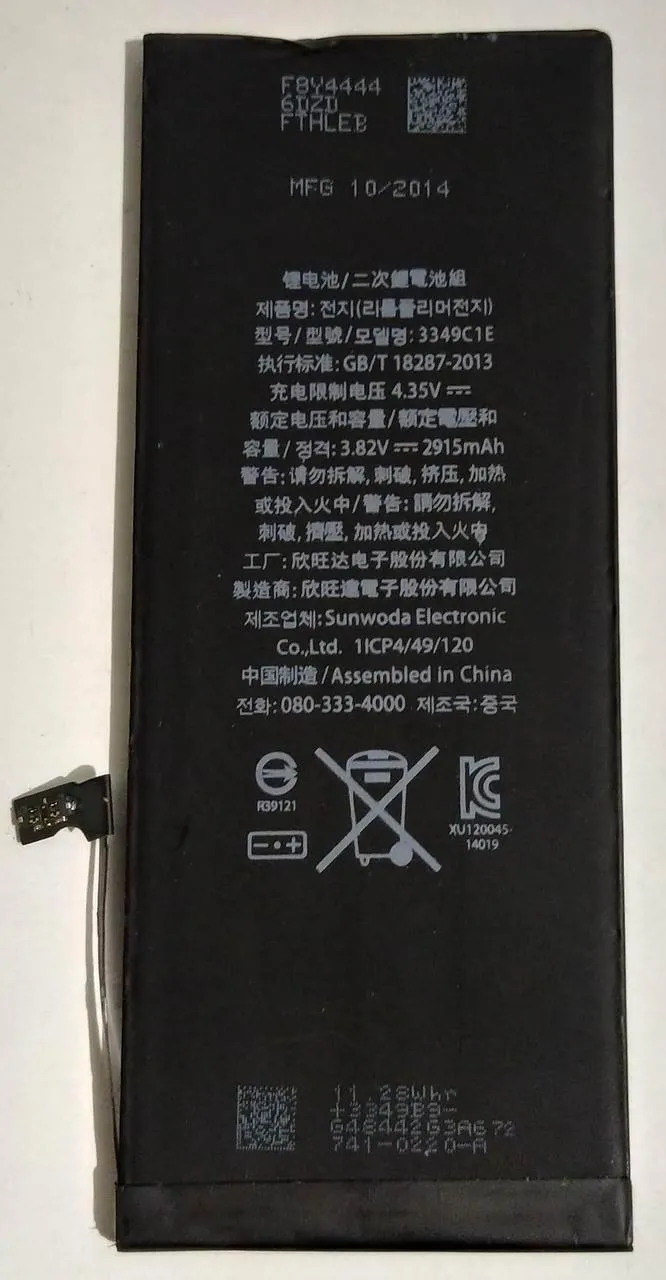 F8Y4444
6DZD
FTHLEB
MFG 10/2014
锂电池/二次鋰電池組
제품명: 전지(리튬폴리머전지)
型号/型號/모델명: 3349C1E
执行标准: GB/T 18287-2013
充电限制电压 4.35V ⎓
额定电压和容量/額定電壓和
容量/정격: 3.82V ⎓ 2915mAh
警告: 请勿拆解, 刺破, 挤压, 加热
或投入火中/警告: 請勿拆解,
刺破, 擠壓, 加热或投入火中
工厂: 欣旺达电子股份有限公司
製造商: 欣旺達電子股份有限公司
제조업체: Sunwoda Electronic
Co.,Ltd. 1ICP4/49/120
中国制造/Assembled in China
전화: 080-333-4000 제조국: 중국
R39121
XU120045-
14019
11.28Whr
+3349B9-
G48442G3A672
741-0220-A